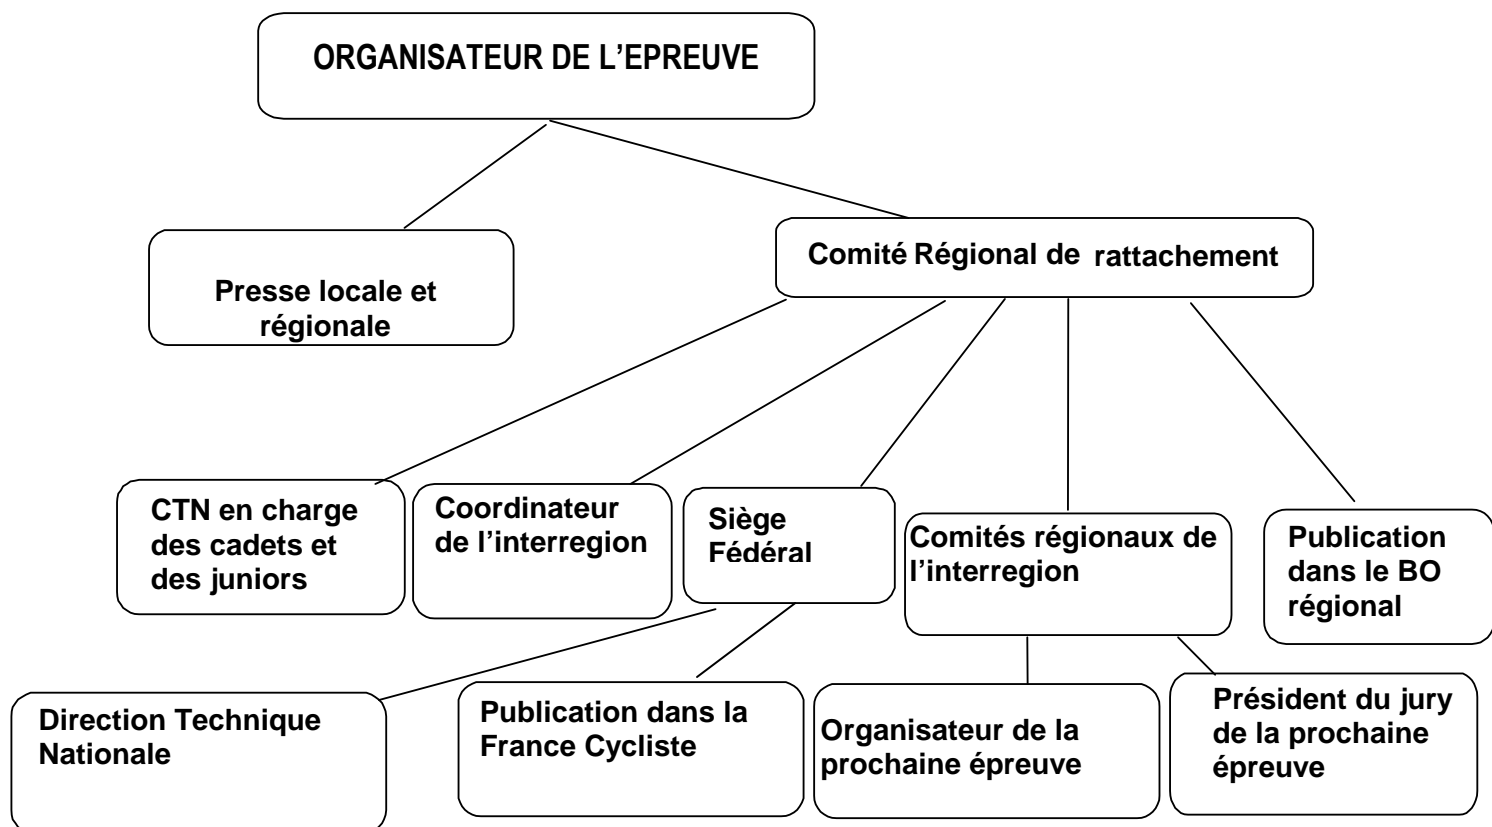 ORGANISATEUR DE L’EPREUVE
Presse locale et
régionale
Comité Régional de rattachement
CTN en charge
des cadets et
des juniors
Coordinateur
de l’interregion
Siège
Fédéral
Comités régionaux de
l’interregion
Publication
dans le BO
régional
Direction Technique
Nationale
Publication dans la
France Cycliste
Organisateur de la
prochaine épreuve
Président du jury
de la prochaine
épreuve